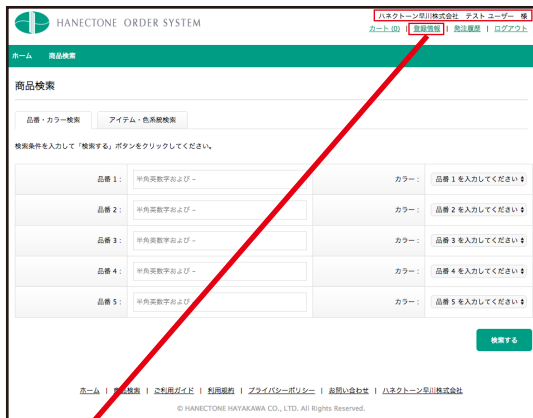 HANECTONE ORDER SYSTEM
ハネクトーン早川株式会社 テスト ユーザー 様
カート (0) | 登録情報 | 発注履歴 | ログアウト
ホーム 商品検索
商品検索
品番・カラー検索 アイテム・色系統検索
検索条件を入力して「検索する」ボタンをクリックしてください。
品番 1 : 半角英数字および - カラー : 品番 1 を入力してください
品番 2 : 半角英数字および - カラー : 品番 2 を入力してください
品番 3 : 半角英数字および - カラー : 品番 3 を入力してください
品番 4 : 半角英数字および - カラー : 品番 4 を入力してください
品番 5 : 半角英数字および - カラー : 品番 5 を入力してください
検索する
ホーム | 商品検索 | ご利用ガイド | 利用規約 | プライバシーポリシー | お問い合わせ | ハネクトーン早川株式会社
© HANECTONE HAYAKAWA CO., LTD. All Rights Reserved.